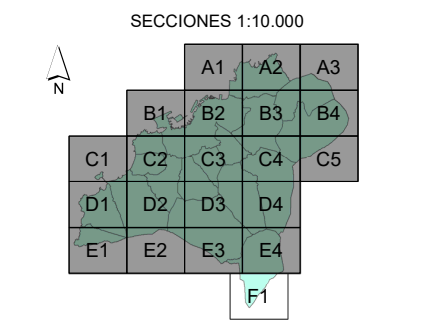 SECCIONES 1:10.000
N
A1 A2 A3
B1 B2 B3 B4
C1 C2 C3 C4 C5
D1 D2 D3 D4
E1 E2 E3 E4
F1